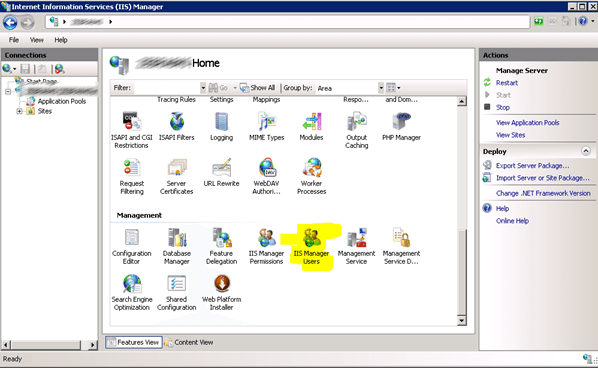 Internet Information Services (IIS) Manager
File View Help
Connections
Start Page
Application Pools
Sites
Home
Filter: Go Show All Group by: Area
Tracing Rules Settings Mappings Respo... and Dom...
ISAPI and CGI Restrictions
ISAPI Filters
Logging
MIME Types
Modules
Output Caching
PHP Manager
Request Filtering
Server Certificates
URL Rewrite
WebDAV Authori...
Worker Processes
Management
Configuration Editor
Database Manager
Feature Delegation
IIS Manager Permissions
IIS Manager Users
Management Service
Management Service D...
Search Engine Optimization
Shared Configuration
Web Platform Installer
Features View Content View
Actions
Manage Server
Restart
Start
Stop
View Application Pools
View Sites
Deploy
Export Server Package...
Import Server or Site Package...
Change .NET Framework Version
Help
Online Help
Ready